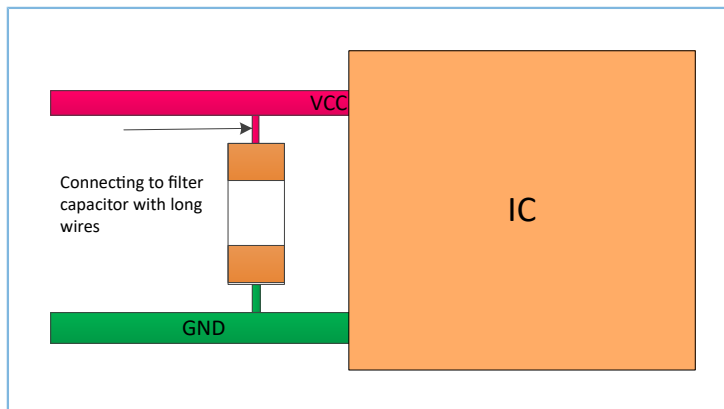 VCC
Connecting to filter
capacitor with long
wires
IC
GND